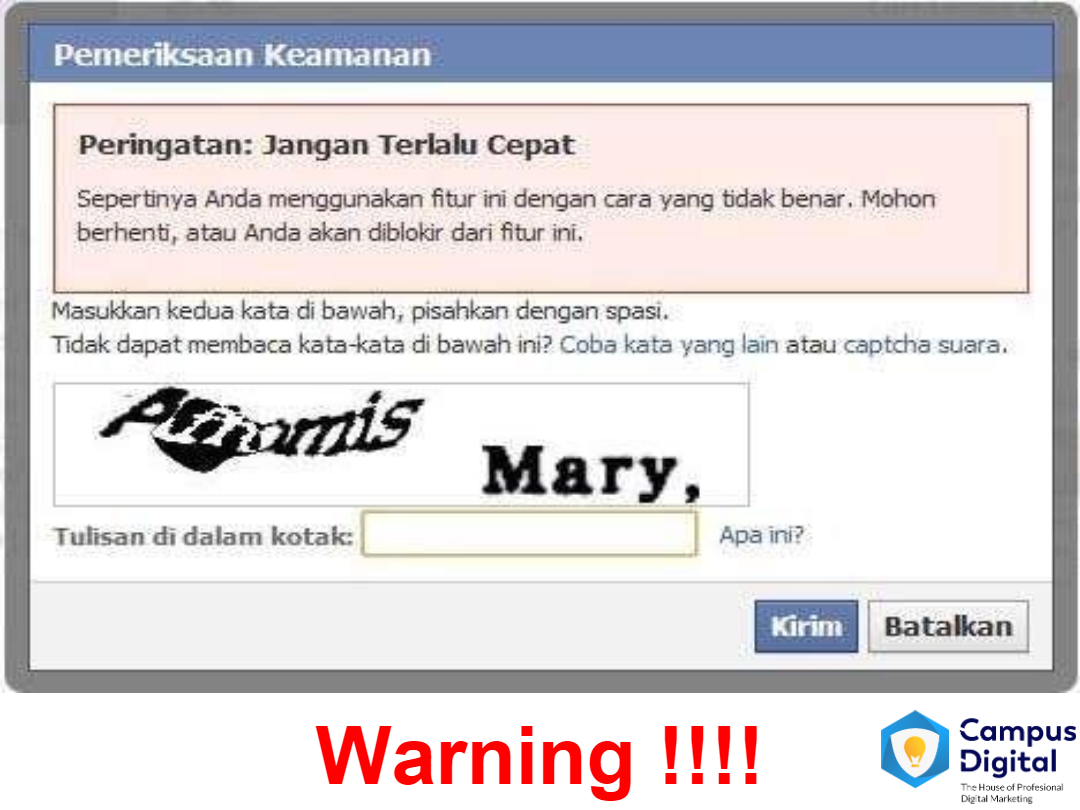 Pemeriksaan Keamanan
Peringatan: Jangan Terlalu Cepat
Sepertinya Anda menggunakan fitur ini dengan cara yang tidak benar. Mohon
berhenti, atau Anda akan diblokir dari fitur ini.
Masukkan kedua kata di bawah, pisahkan dengan spasi.
Tidak dapat membaca kata-kata di bawah ini? Coba kata yang lain atau captcha suara.
Mary,
Tulisan di dalam kotak:
Apa ini?
Kirim
Batalkan
Warning !!!!
Campus
Digital
The House of Profesional
Digital Marketing